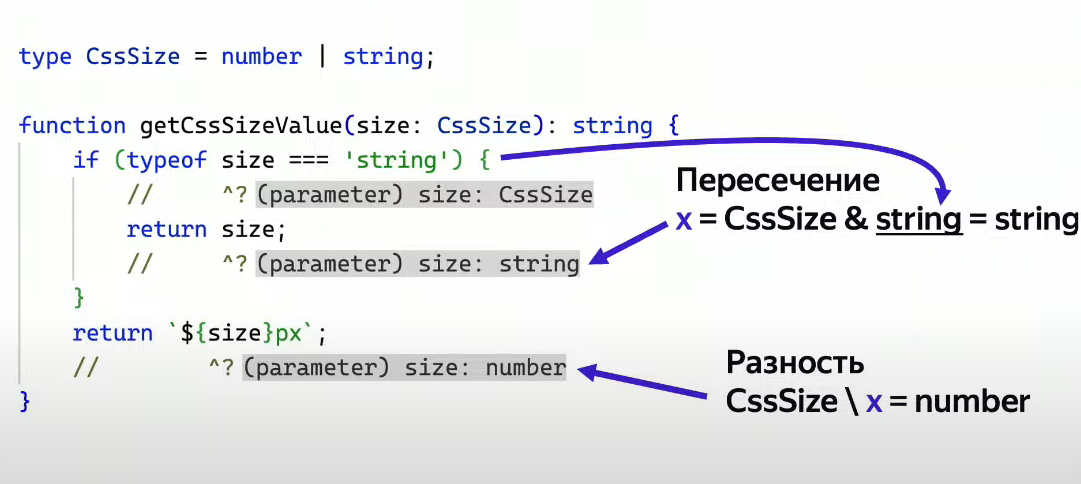 type CssSize = number | string;
function getCssSizeValue(size: CssSize): string {
if (typeof size === 'string') {
// ^? (parameter) size: CssSize
return size;
// ^? (parameter) size: string
}
return `${size}px`;
// ^? (parameter) size: number
}
Пересечение
x = CssSize & string = string
Разность
CssSize \ x = number